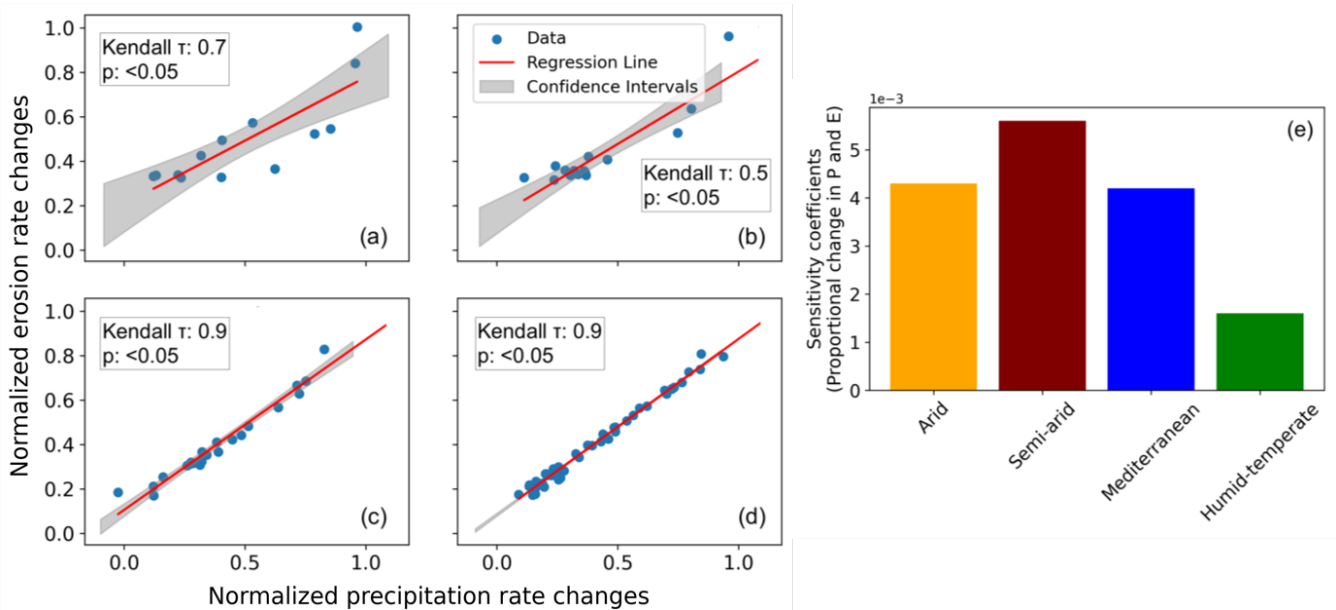 Normalized erosion rate changes
1.0
0.8
0.6
0.4
0.2
0.0
Kendall τ: 0.7
p: <0.05
(a)
Data
Regression Line
Confidence Intervals
Kendall τ: 0.5
p: <0.05
(b)
1.0
0.8
0.6
0.4
0.2
0.0
Kendall τ: 0.9
p: <0.05
(c)
0.0
0.5
1.0
Kendall τ: 0.9
p: <0.05
(d)
0.0
0.5
1.0
Normalized precipitation rate changes
Sensitivity coefficients
(Proportional change in P and E)
1e−3
(e)
5
4
3
2
1
0
Arid
Semi-arid
Mediterranean
Humid-temperate